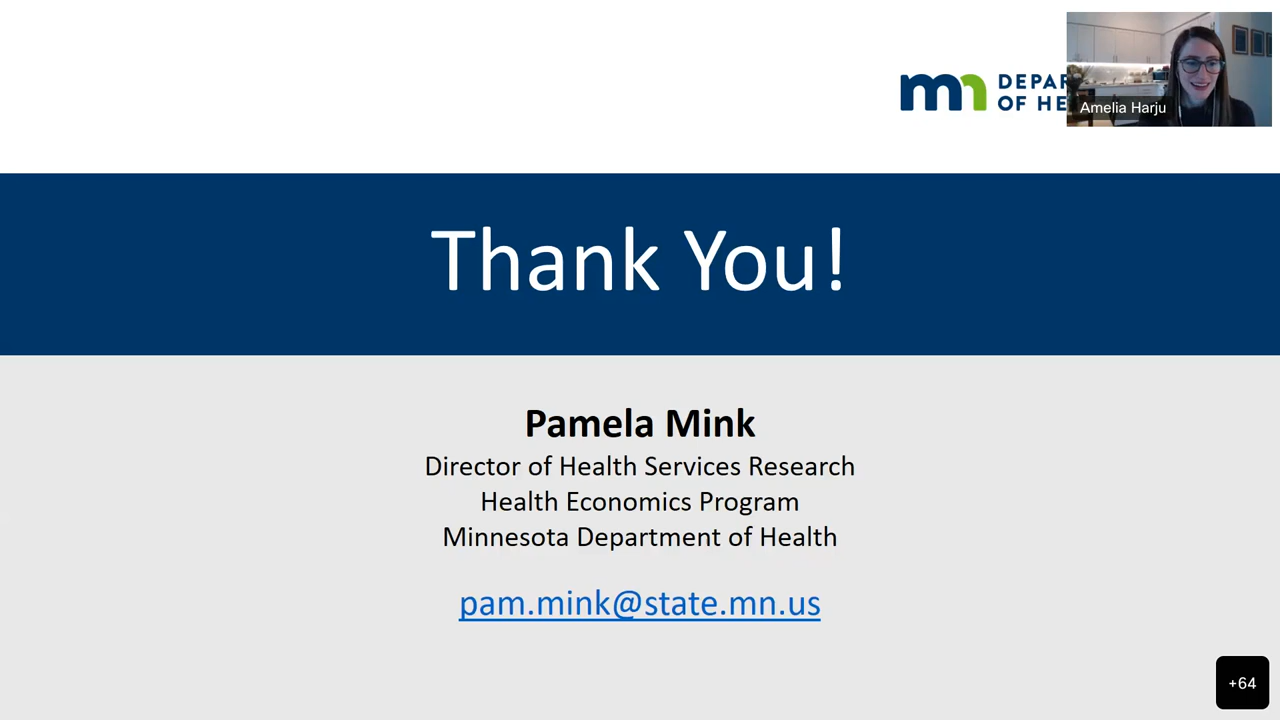 mn DEPAR
OF HE
Amelia Harju
Thank You!
Pamela Mink
Director of Health Services Research
Health Economics Program
Minnesota Department of Health
pam.mink@state.mn.us
+64